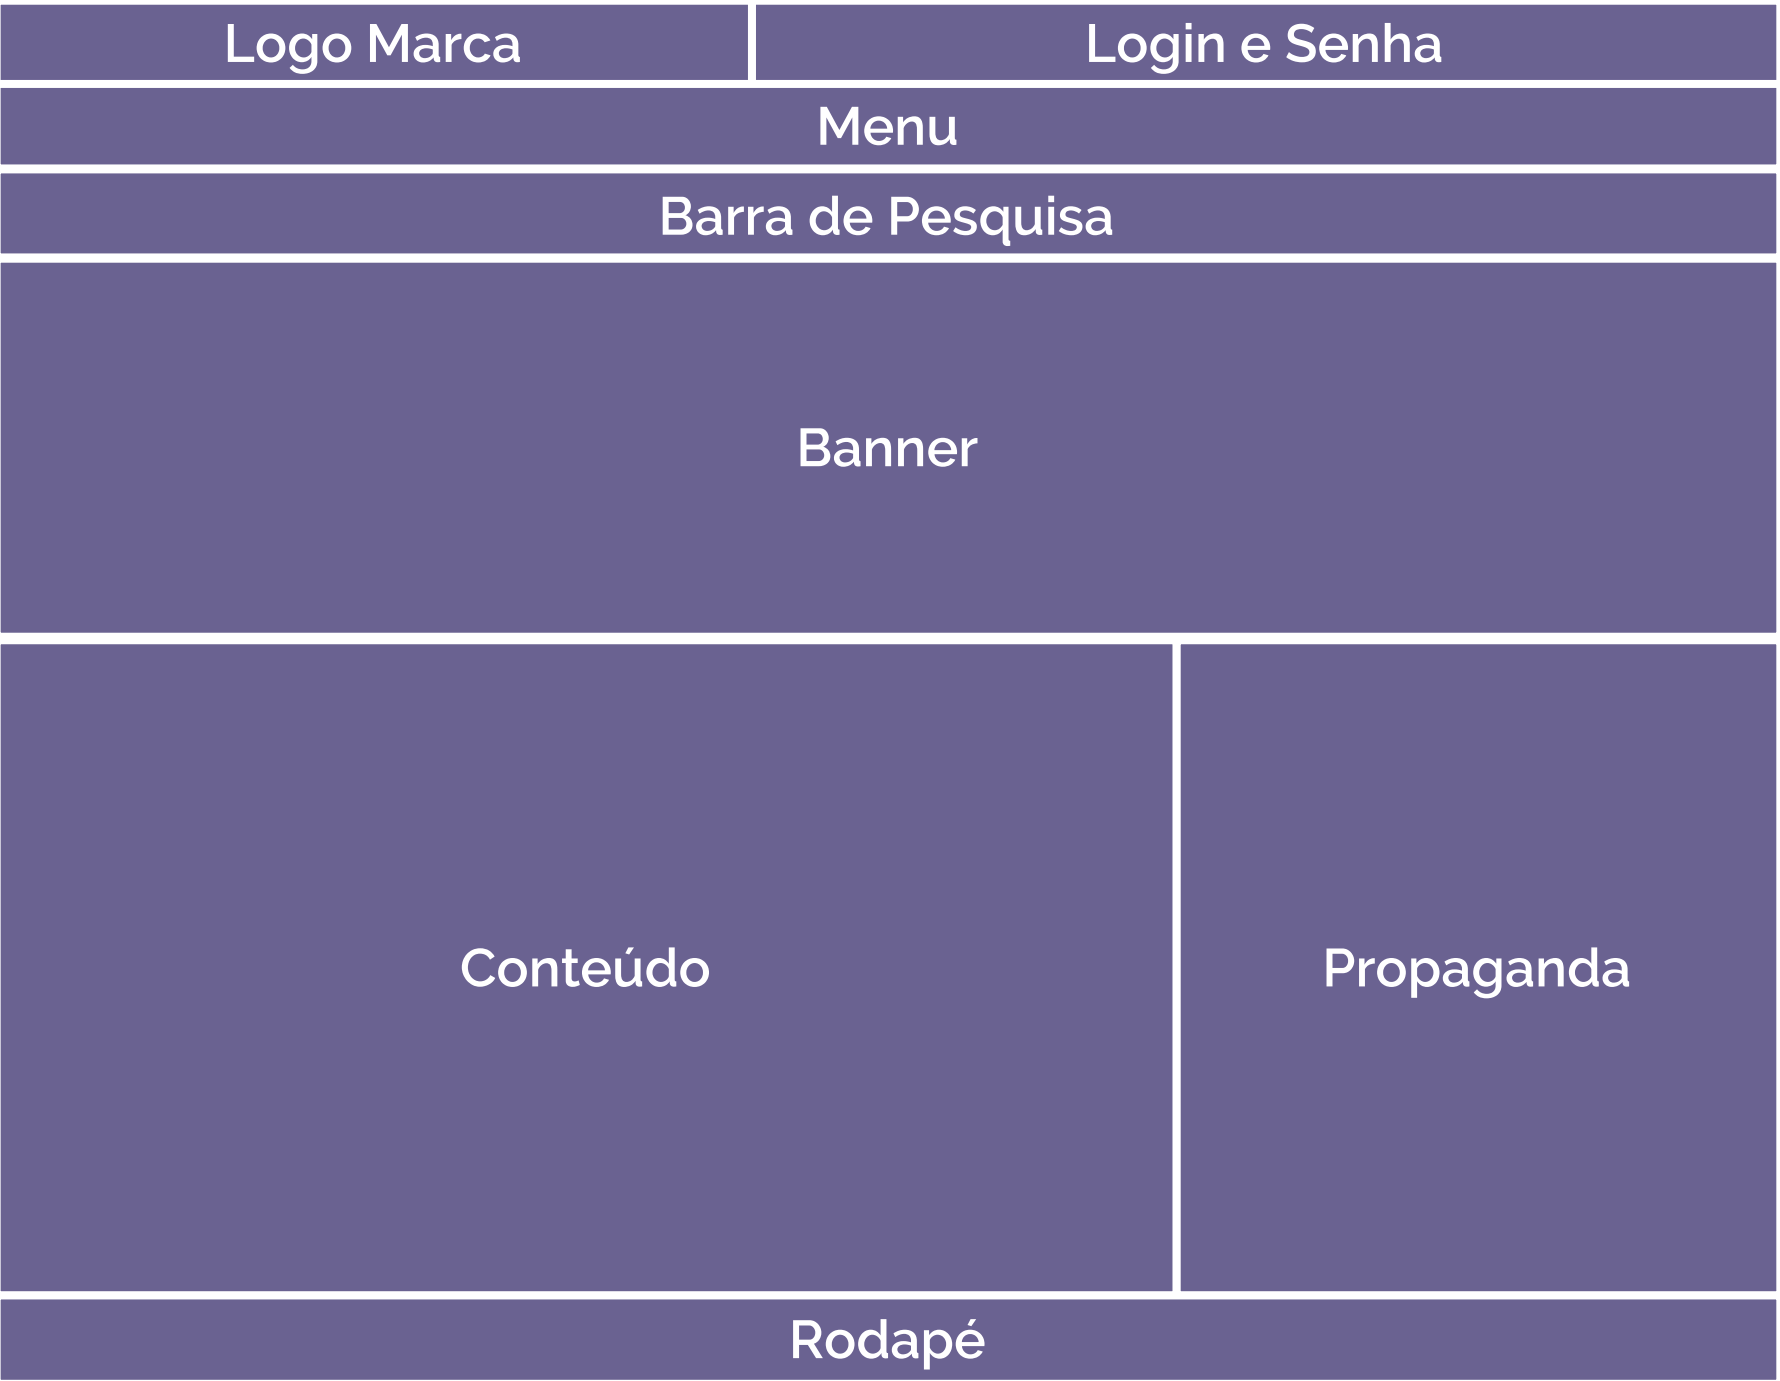 Logo Marca
Login e Senha
Menu
Barra de Pesquisa
Banner
Conteúdo
Propaganda
Rodapé